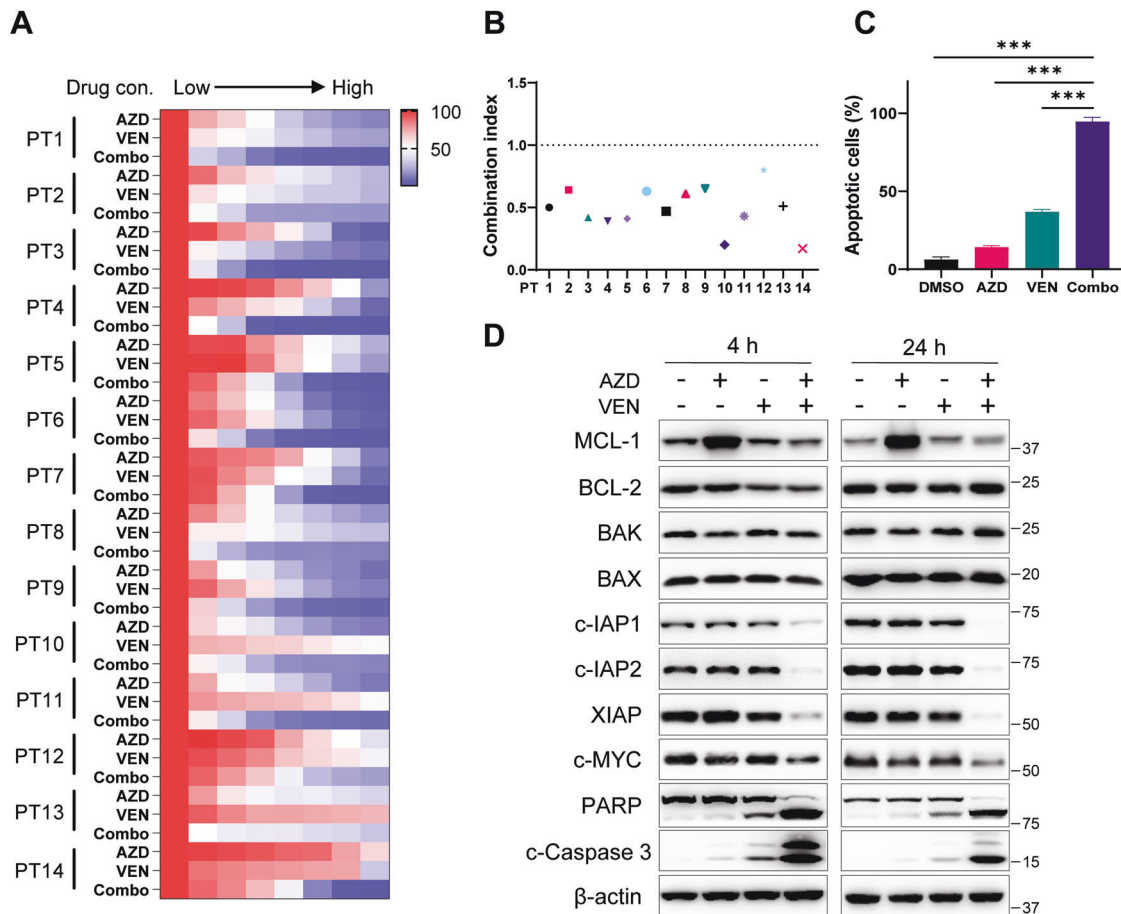 A
Drug con. Low High
PT1
AZD
VEN
Combo
PT2
AZD
VEN
Combo
PT3
AZD
VEN
Combo
PT4
AZD
VEN
Combo
PT5
AZD
VEN
Combo
PT6
AZD
VEN
Combo
PT7
AZD
VEN
Combo
PT8
AZD
VEN
Combo
PT9
AZD
VEN
Combo
PT10
AZD
VEN
Combo
PT11
AZD
VEN
Combo
PT12
AZD
VEN
Combo
PT13
AZD
VEN
Combo
PT14
AZD
VEN
Combo
100
50
B
Combination index
1.5
1.0
0.5
0.0
PT 1 2 3 4 5 6 7 8 9 10 11 12 13 14
C
Apoptotic cells (%)
100
50
0
***
***
***
DMSO AZD VEN Combo
D
4 h 24 h
AZD - + - + - + - +
VEN - - + + - - + +
MCL-1 –37
BCL-2 –25
BAK –25
BAX –20
c-IAP1 –75
c-IAP2 –75
XIAP –50
c-MYC –50
PARP –75
c-Caspase 3 –15
β-actin –37